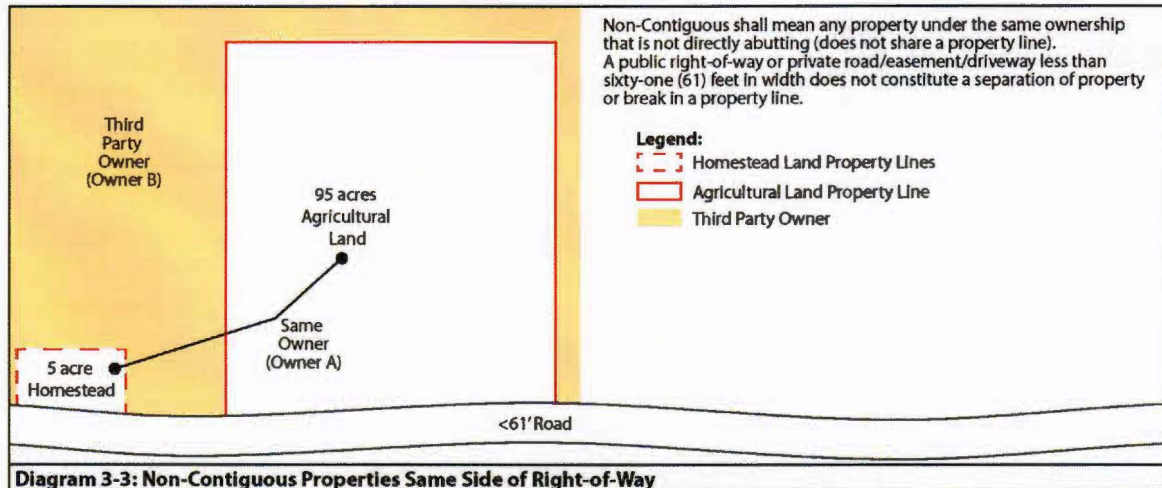 Non-Contiguous shall mean any property under the same ownership
that is not directly abutting (does not share a property line).
A public right-of-way or private road/easement/driveway less than
sixty-one (61) feet in width does not constitute a separation of property
or break in a property line.
Legend:
Homestead Land Property Lines
Agricultural Land Property Line
Third Party Owner
Third
Party
Owner
(Owner B)
95 acres
Agricultural
Land
Same
Owner
(Owner A)
5 acre
Homestead
<61' Road
Diagram 3-3: Non-Contiguous Properties Same Side of Right-of-Way